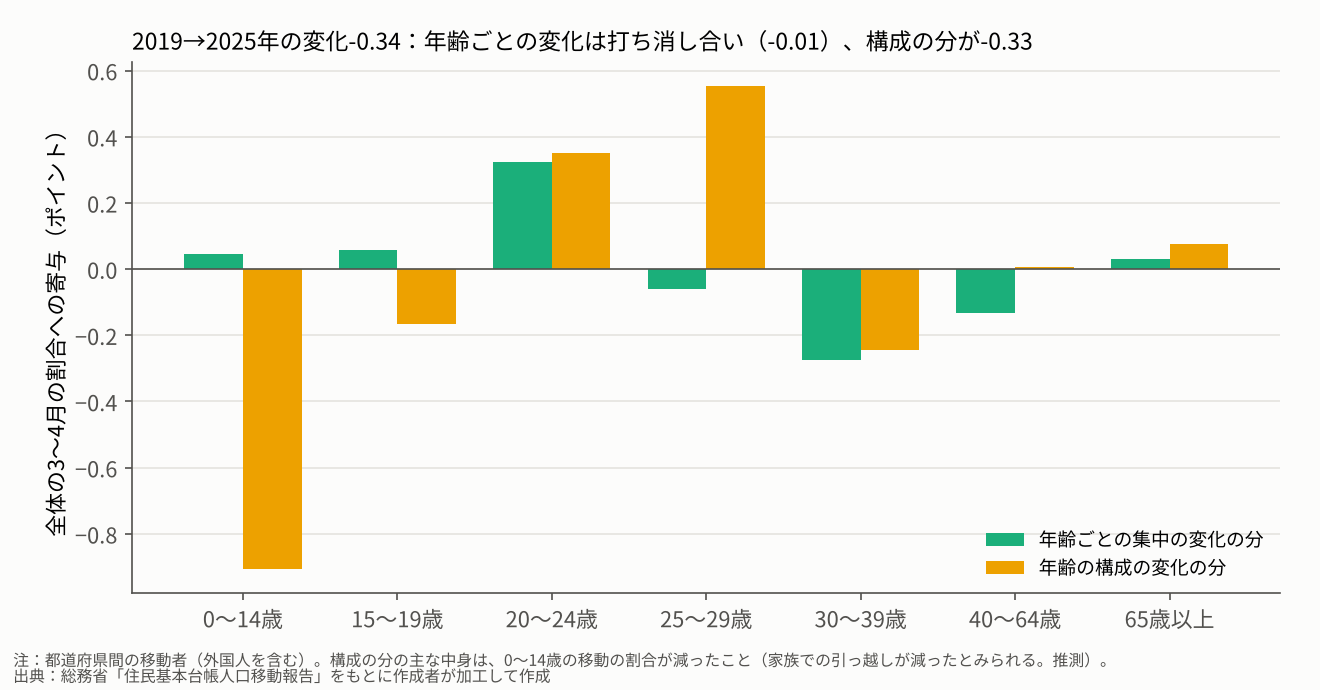 2019→2025年の変化-0.34：年齢ごとの変化は打ち消し合い（-0.01）、構成の分が-0.33
全体の3〜4月の割合への寄与（ポイント）
0.6
0.4
0.2
0.0
−0.2
−0.4
−0.6
−0.8
年齢ごとの集中の変化の分
年齢の構成の変化の分
0〜14歳
15〜19歳
20〜24歳
25〜29歳
30〜39歳
40〜64歳
65歳以上
注：都道府県間の移動者（外国人を含む）。構成の分の主な中身は、0〜14歳の移動の割合が減ったこと（家族での引っ越しが減ったとみられる。推測）。
出典：総務省「住民基本台帳人口移動報告」をもとに作成者が加工して作成